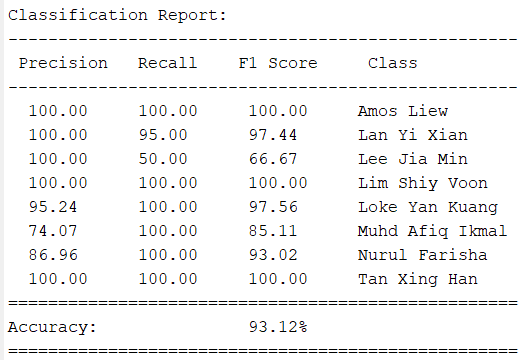 Classification Report:
--------------------------------------------------
Precision Recall F1 Score Class
--------------------------------------------------
100.00 100.00 100.00 Amos Liew
100.00 95.00 97.44 Lan Yi Xian
100.00 50.00 66.67 Lee Jia Min
100.00 100.00 100.00 Lim Shiy Voon
95.24 100.00 97.56 Loke Yan Kuang
74.07 100.00 85.11 Muhd Afiq Ikmal
86.96 100.00 93.02 Nurul Farisha
100.00 100.00 100.00 Tan Xing Han
==================================================
Accuracy: 93.12%
==================================================